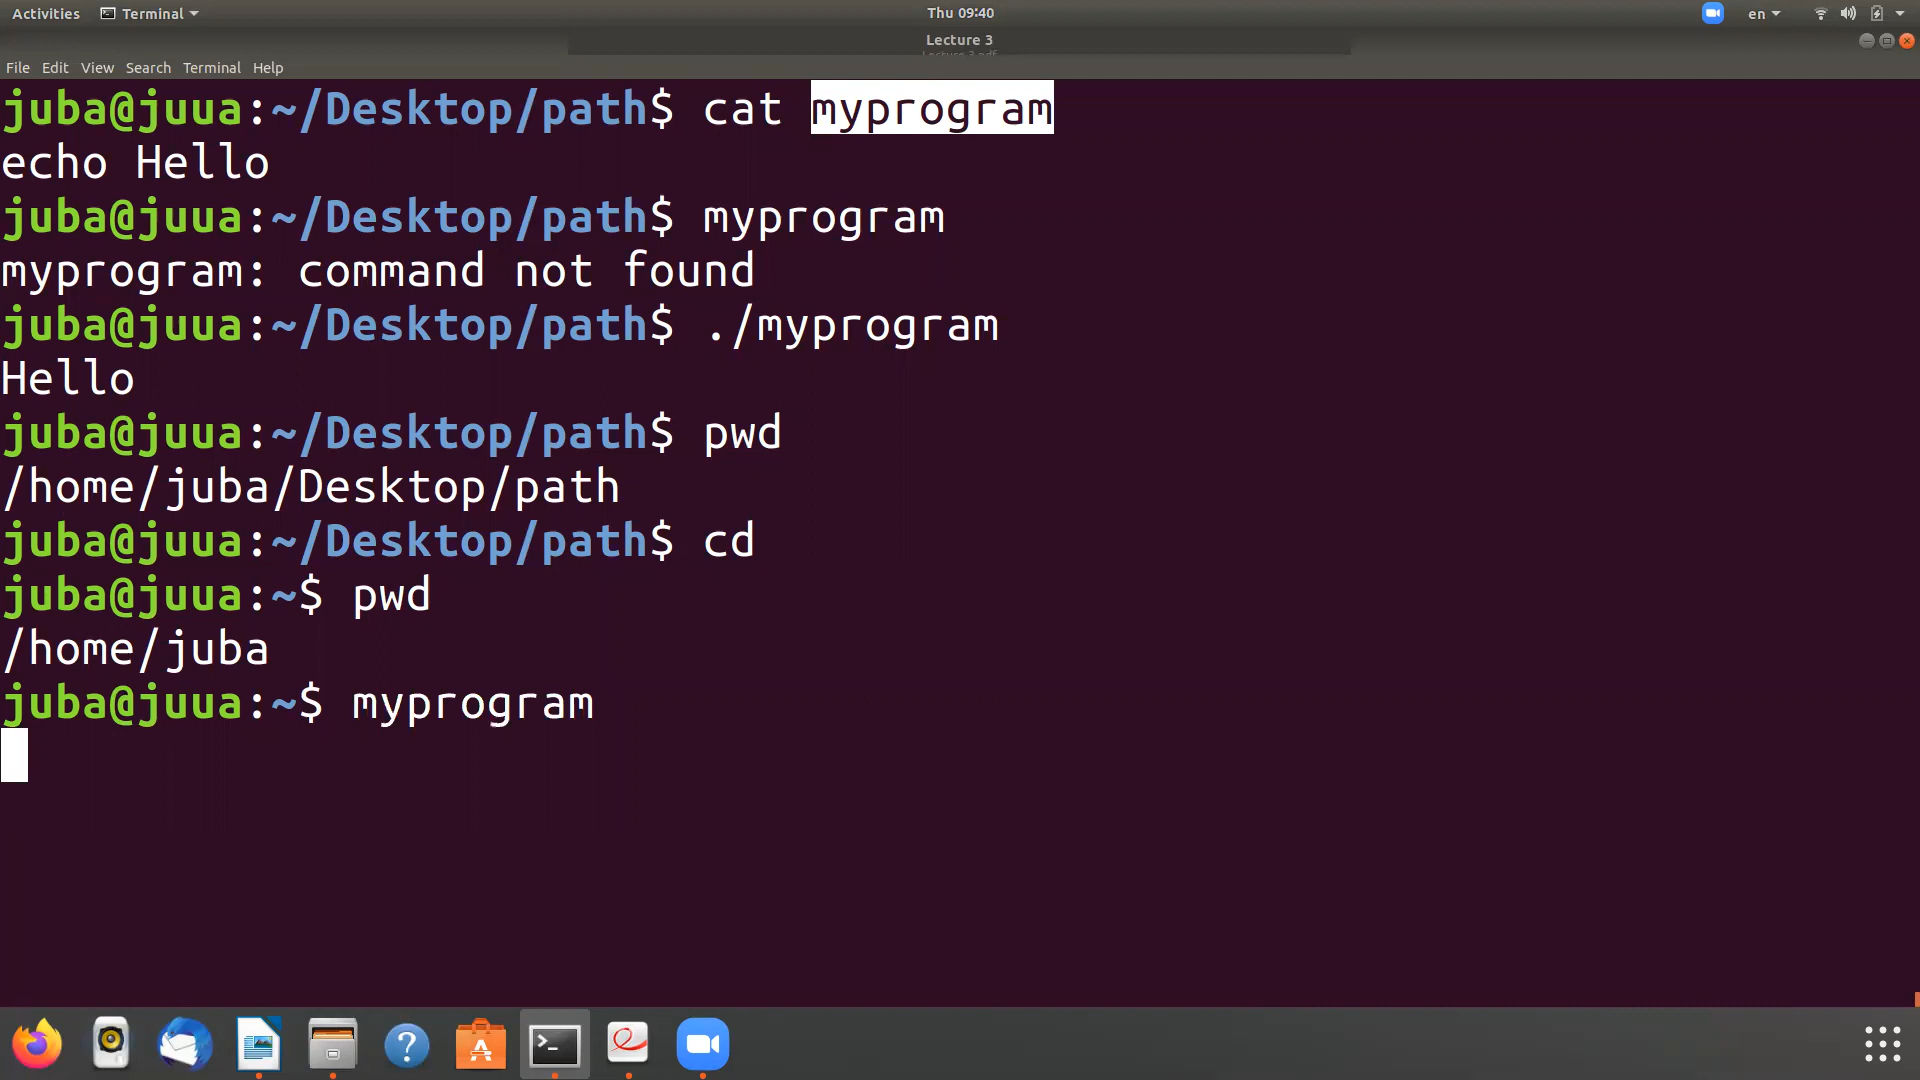 Activities Terminal Thu 09:40 en
Lecture 3
Lecture 3.pdf
File Edit View Search Terminal Help
juba@juua:~/Desktop/path$ cat myprogram
echo Hello
juba@juua:~/Desktop/path$ myprogram
myprogram: command not found
juba@juua:~/Desktop/path$ ./myprogram
Hello
juba@juua:~/Desktop/path$ pwd
/home/juba/Desktop/path
juba@juua:~/Desktop/path$ cd
juba@juua:~$ pwd
/home/juba
juba@juua:~$ myprogram